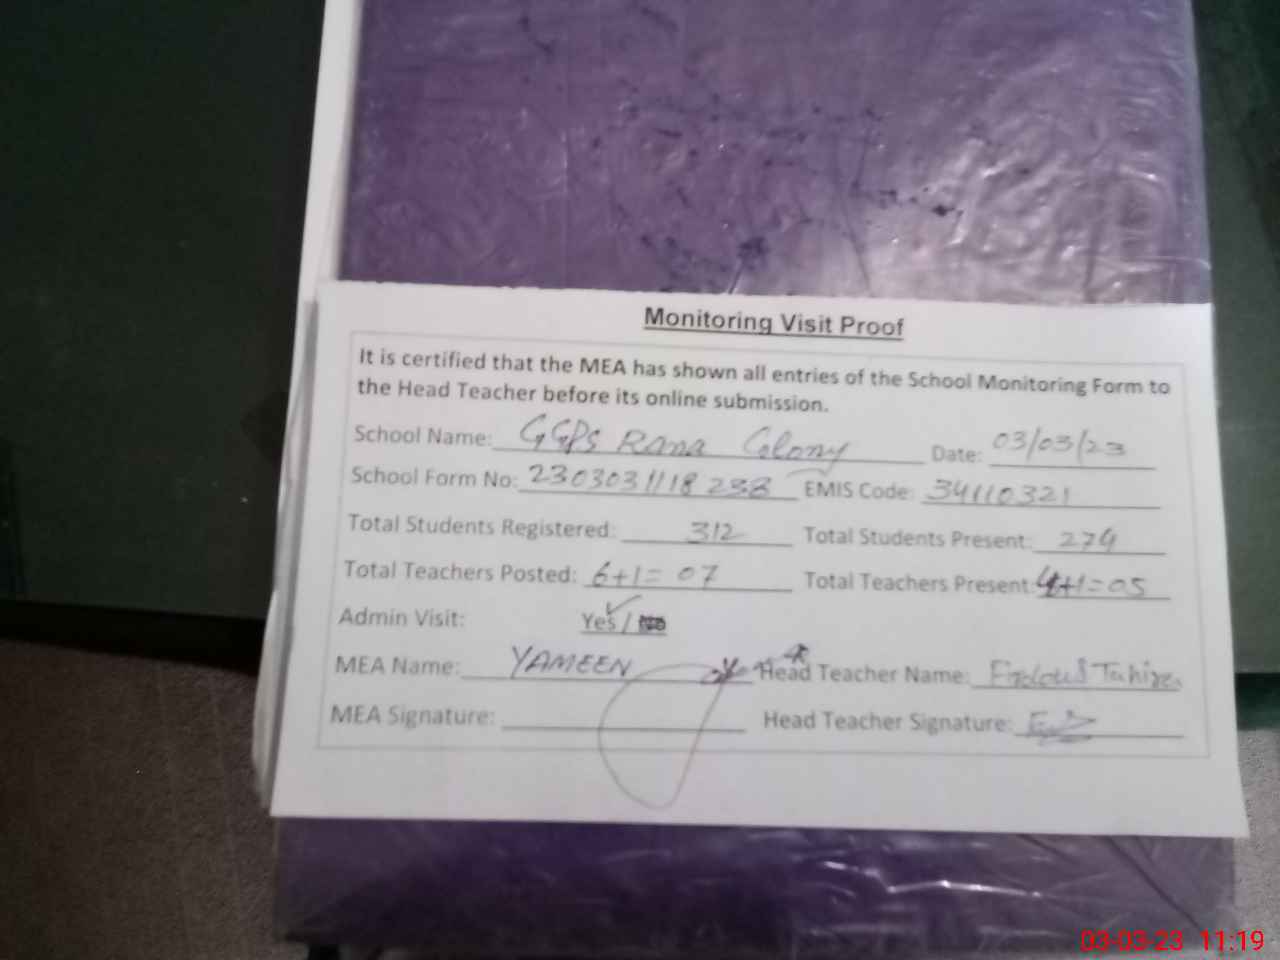 Monitoring Visit Proof
It is certified that the MEA has shown all entries of the School Monitoring Form to
the Head Teacher before its online submission.
School Name: GGPS Rana Colony Date: 03/03/23
School Form No: 2303031118238 EMIS Code: 34110321
Total Students Registered: 312 Total Students Present: 279
Total Teachers Posted: 6+1= 07 Total Teachers Present: 4+1=05
Admin Visit: Yes / No
MEA Name: YAMEEN Head Teacher Name: Firdous Tahira
MEA Signature: Head Teacher Signature:
03-03-23 11:19